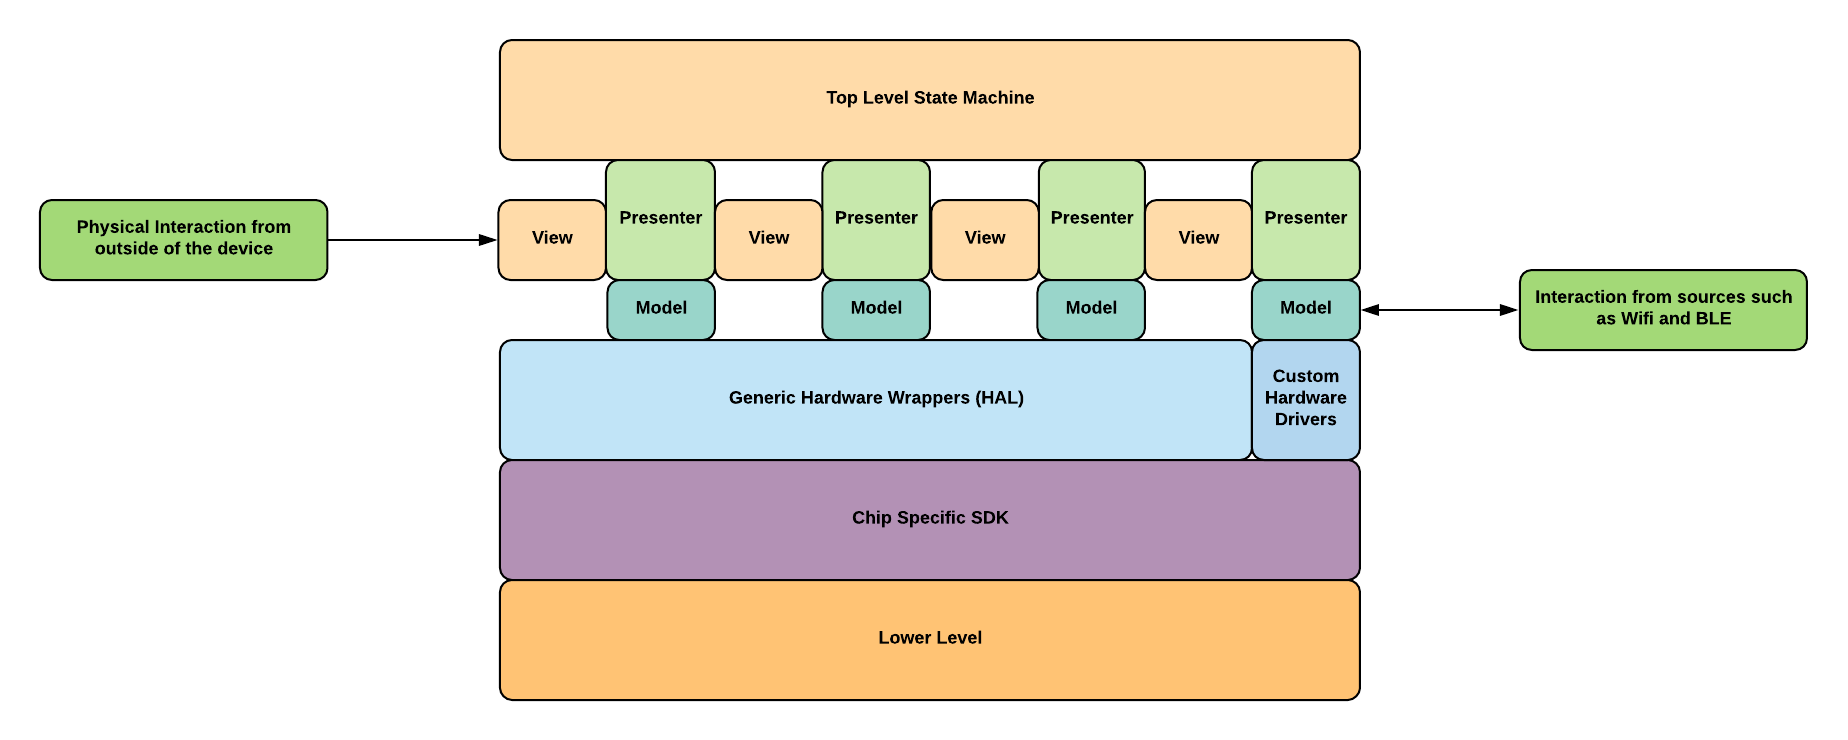 Top Level State Machine
Physical Interaction from
outside of the device
View
Presenter
View
Presenter
View
Presenter
View
Presenter
Model
Model
Model
Model
Interaction from sources such
as Wifi and BLE
Generic Hardware Wrappers (HAL)
Custom
Hardware
Drivers
Chip Specific SDK
Lower Level